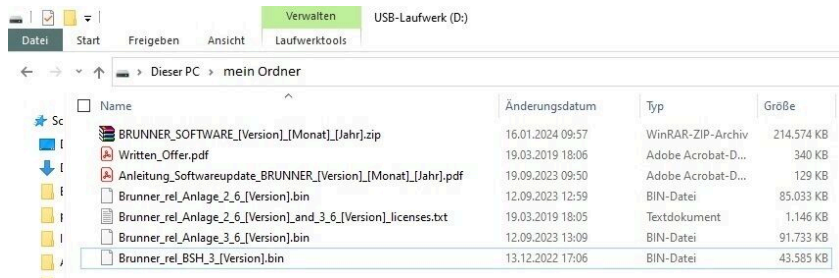 Verwalten USB-Laufwerk (D:)
Datei Start Freigeben Ansicht Laufwerktools
Dieser PC > mein Ordner
Name Änderungsdatum Typ Größe
BRUNNER_SOFTWARE_[Version]_[Monat]_[Jahr].zip 16.01.2024 09:57 WinRAR-ZIP-Archiv 214.574 KB
Written_Offer.pdf 19.03.2019 18:06 Adobe Acrobat-D... 340 KB
Anleitung_Softwareupdate_BRUNNER_[Version]_[Monat]_[Jahr].pdf 19.09.2023 09:50 Adobe Acrobat-D... 129 KB
Brunner_rel_Anlage_2_6_[Version].bin 12.09.2023 12:59 BIN-Datei 85.033 KB
Brunner_rel_Anlage_2_6_[Version]_and_3_6_[Version]_licenses.txt 19.03.2019 18:05 Textdokument 1.146 KB
Brunner_rel_Anlage_3_6_[Version].bin 12.09.2023 13:09 BIN-Datei 91.733 KB
Brunner_rel_BSH_3_[Version].bin 13.12.2022 17:06 BIN-Datei 43.585 KB